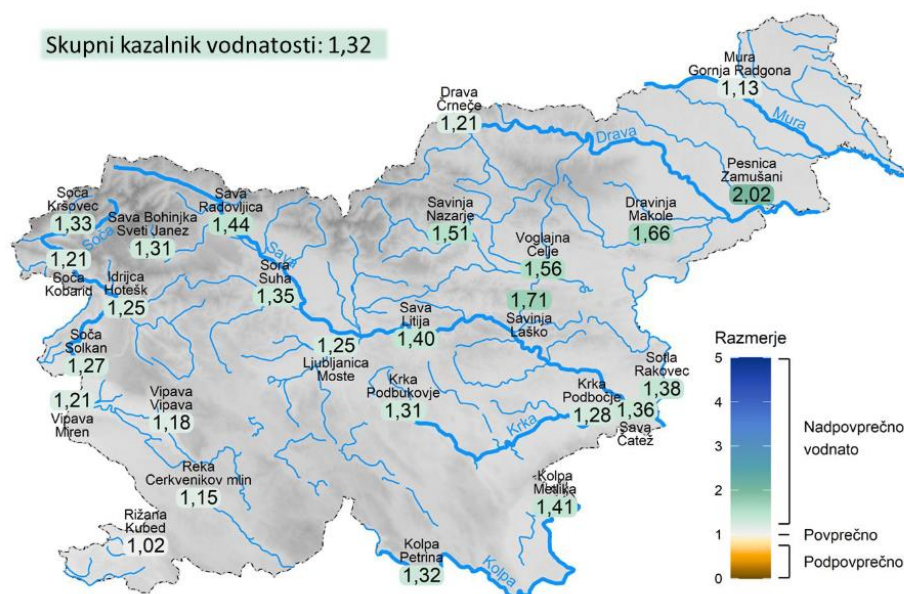 Skupni kazalnik vodnatosti: 1,32
Mura
Gornja Radgona
1,13
Mura
Drava
Črneče
1,21
Drava
Pesnica
Zamušani
2,02
Soča
Kršovec
1,33
Soča
Sava Bohinjka
Sveti Janez
1,31
Sava
Radovljica
1,44
Sava
Savinja
Nazarje
1,51
Dravinja
Makole
1,66
Voglajna
Celje
1,56
1,21
Soča
Kobarid
Idrijca
Hotešk
1,25
Sora
Suha
1,35
1,71
Savinja
Laško
Sava
Litija
1,40
Soča
Solkan
1,27
1,25
Ljubljanica
Moste
Sotla
Rakovec
1,38
1,21
Vipava
Miren
Vipava
Vipava
1,18
Krka
Podbukovje
1,31
Krka
Krka
Podbočje
1,28
1,36
Sava
Čatež
Reka
Cerkvenikov mlin
1,15
Kolpa
Metlika
1,41
Rižana
Kubed
1,02
Kolpa
Petrina
1,32
Kolpa
Razmerje
5
4
3
2
1
0
Nadpovprečno
vodnato
Povprečno
Podpovprečno